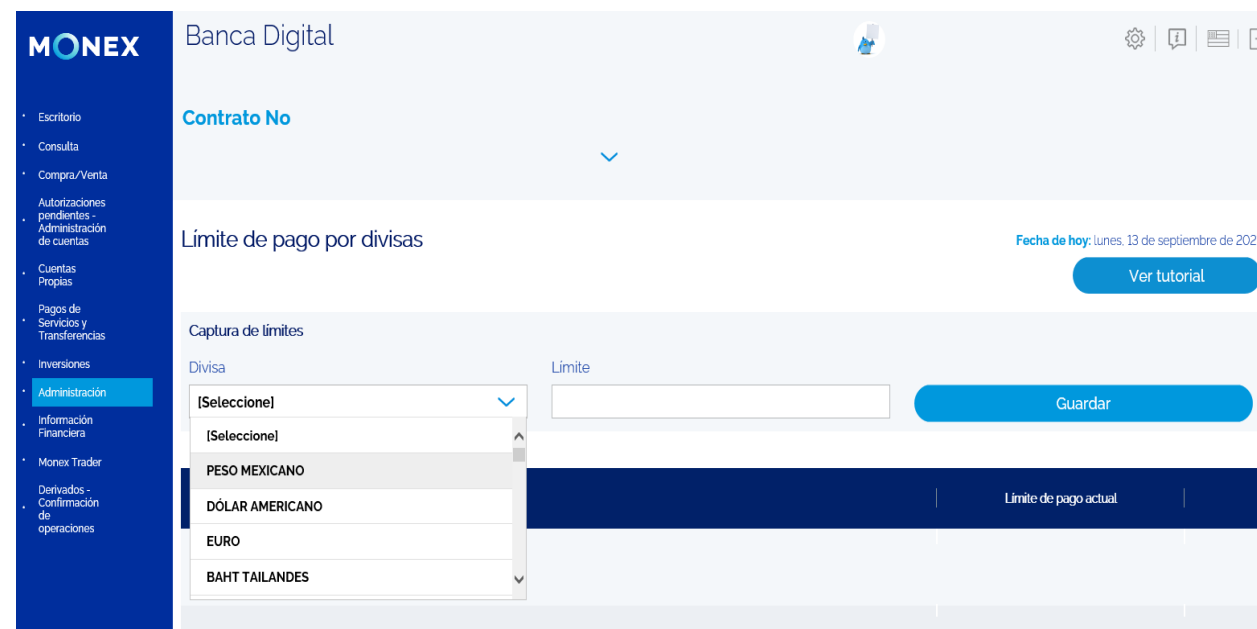 MONEX
Banca Digital
Escritorio
Consulta
Compra/Venta
Autorizaciones
pendientes -
Administración
de cuentas
Cuentas
Propias
Pagos de
Servicios y
Transferencias
Inversiones
Administración
Información
Financiera
Monex Trader
Derivados -
Confirmación
de
operaciones
Contrato No
Límite de pago por divisas
Fecha de hoy: lunes, 13 de septiembre de 202
Ver tutorial
Captura de límites
Divisa
Límite
[Seleccione]
Guardar
[Seleccione]
PESO MEXICANO
DÓLAR AMERICANO
EURO
BAHT TAILANDES
Límite de pago actual